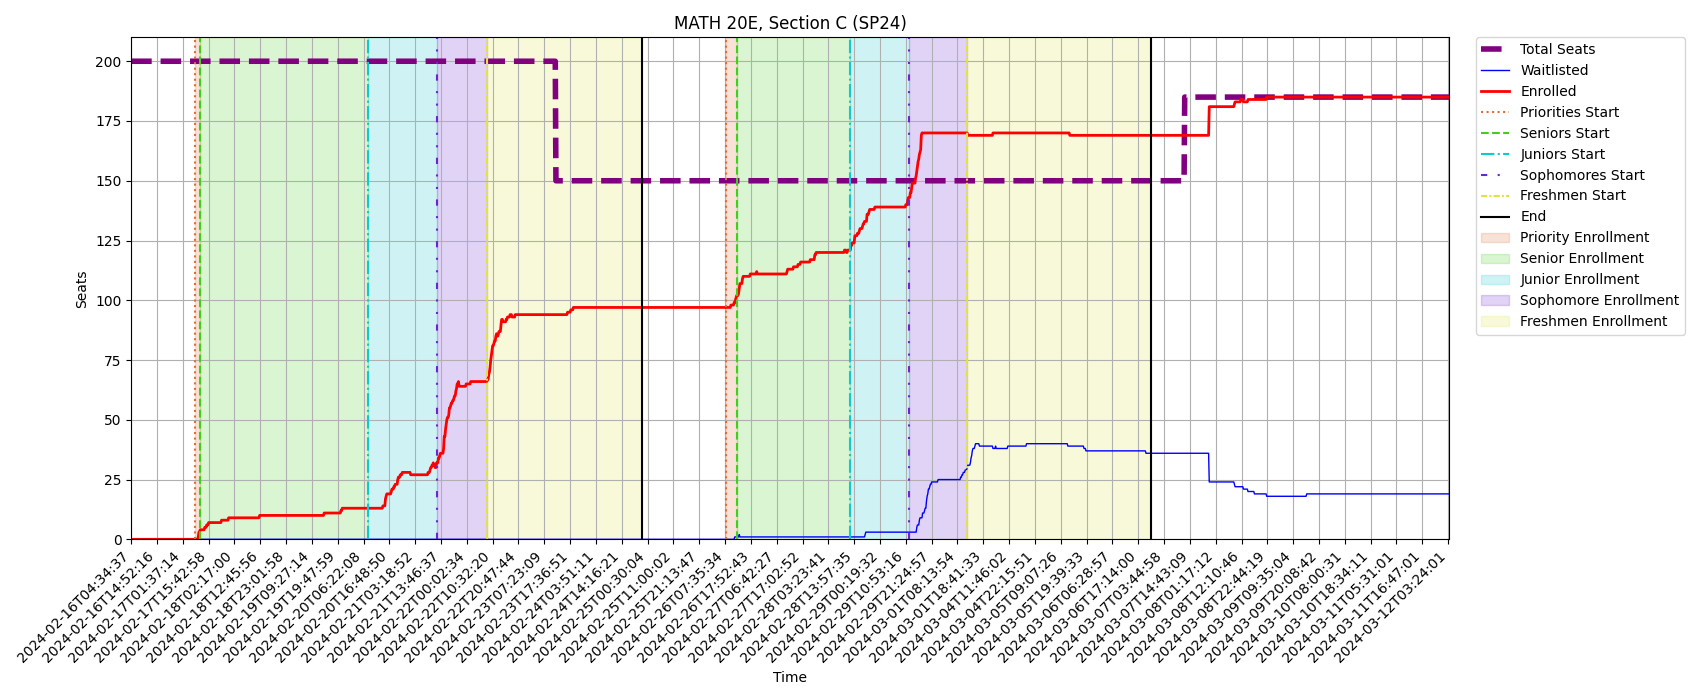 MATH 20E, Section C (SP24)
Seats
200
175
150
125
100
75
50
25
0
2024-02-16T04:34:37
2024-02-16T14:52:16
2024-02-17T01:37:14
2024-02-17T15:42:58
2024-02-18T02:17:00
2024-02-18T12:45:56
2024-02-18T23:01:58
2024-02-19T09:27:14
2024-02-19T19:47:59
2024-02-20T06:22:08
2024-02-20T16:48:50
2024-02-21T03:18:52
2024-02-21T13:46:37
2024-02-22T00:02:34
2024-02-22T10:32:20
2024-02-22T20:47:44
2024-02-23T07:23:09
2024-02-23T17:36:51
2024-02-24T03:51:11
2024-02-24T14:16:21
2024-02-25T00:30:04
2024-02-25T11:00:02
2024-02-25T21:13:47
2024-02-26T07:35:34
2024-02-26T17:52:43
2024-02-27T06:42:27
2024-02-27T17:02:52
2024-02-28T03:23:41
2024-02-28T13:57:35
2024-02-29T00:19:32
2024-02-29T10:53:16
2024-02-29T21:24:57
2024-03-01T08:13:54
2024-03-01T18:41:33
2024-03-04T11:46:02
2024-03-04T22:15:51
2024-03-05T09:07:26
2024-03-05T19:39:33
2024-03-06T06:28:57
2024-03-06T17:14:00
2024-03-07T03:44:58
2024-03-07T14:43:09
2024-03-08T01:17:12
2024-03-08T12:10:46
2024-03-08T22:44:19
2024-03-09T09:35:04
2024-03-09T20:08:42
2024-03-10T08:00:31
2024-03-10T18:34:11
2024-03-11T05:31:01
2024-03-11T16:47:01
2024-03-12T03:24:01
Time
Total Seats
Waitlisted
Enrolled
Priorities Start
Seniors Start
Juniors Start
Sophomores Start
Freshmen Start
End
Priority Enrollment
Senior Enrollment
Junior Enrollment
Sophomore Enrollment
Freshmen Enrollment